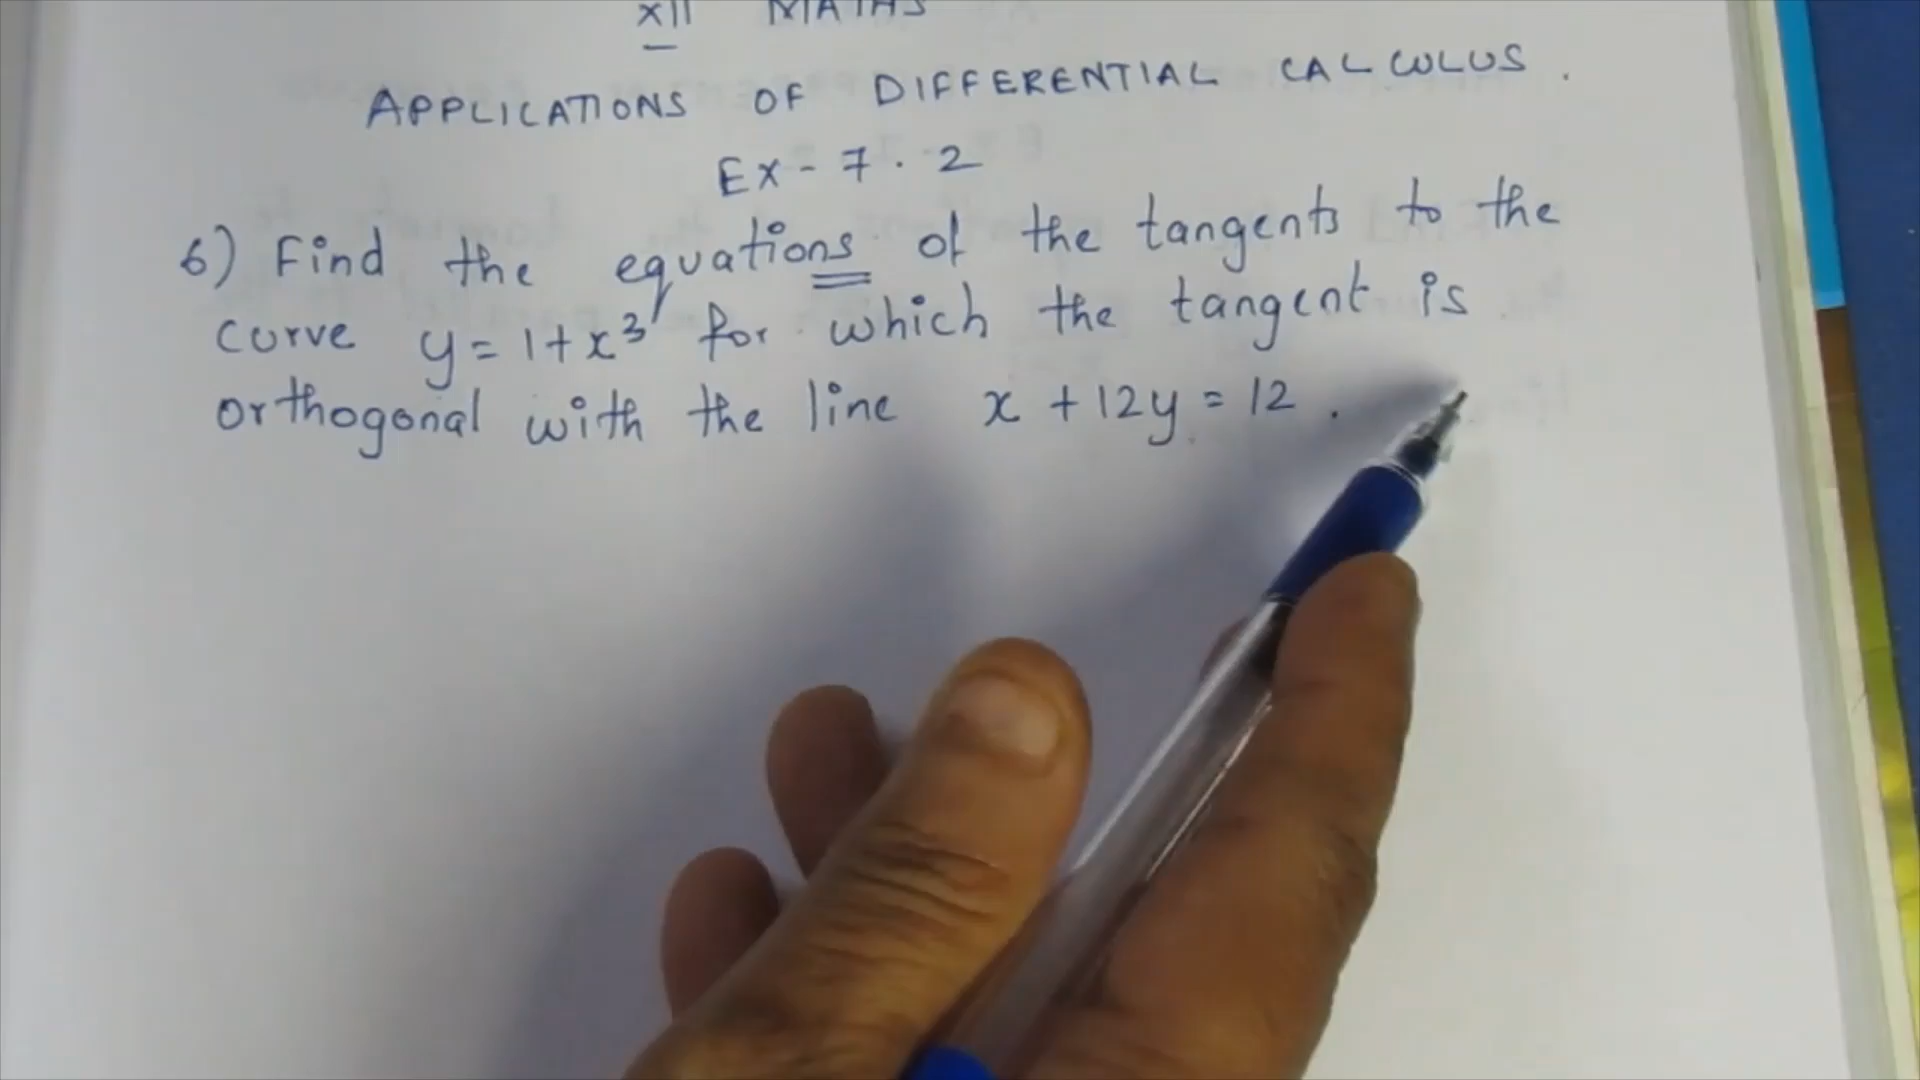 XII MATHS
APPLICATIONS OF DIFFERENTIAL CALCULUS.
Ex - 7.2
6) Find the equations of the tangents to the
curve y = 1 + x³ for which the tangent is
orthogonal with the line x + 12y = 12.